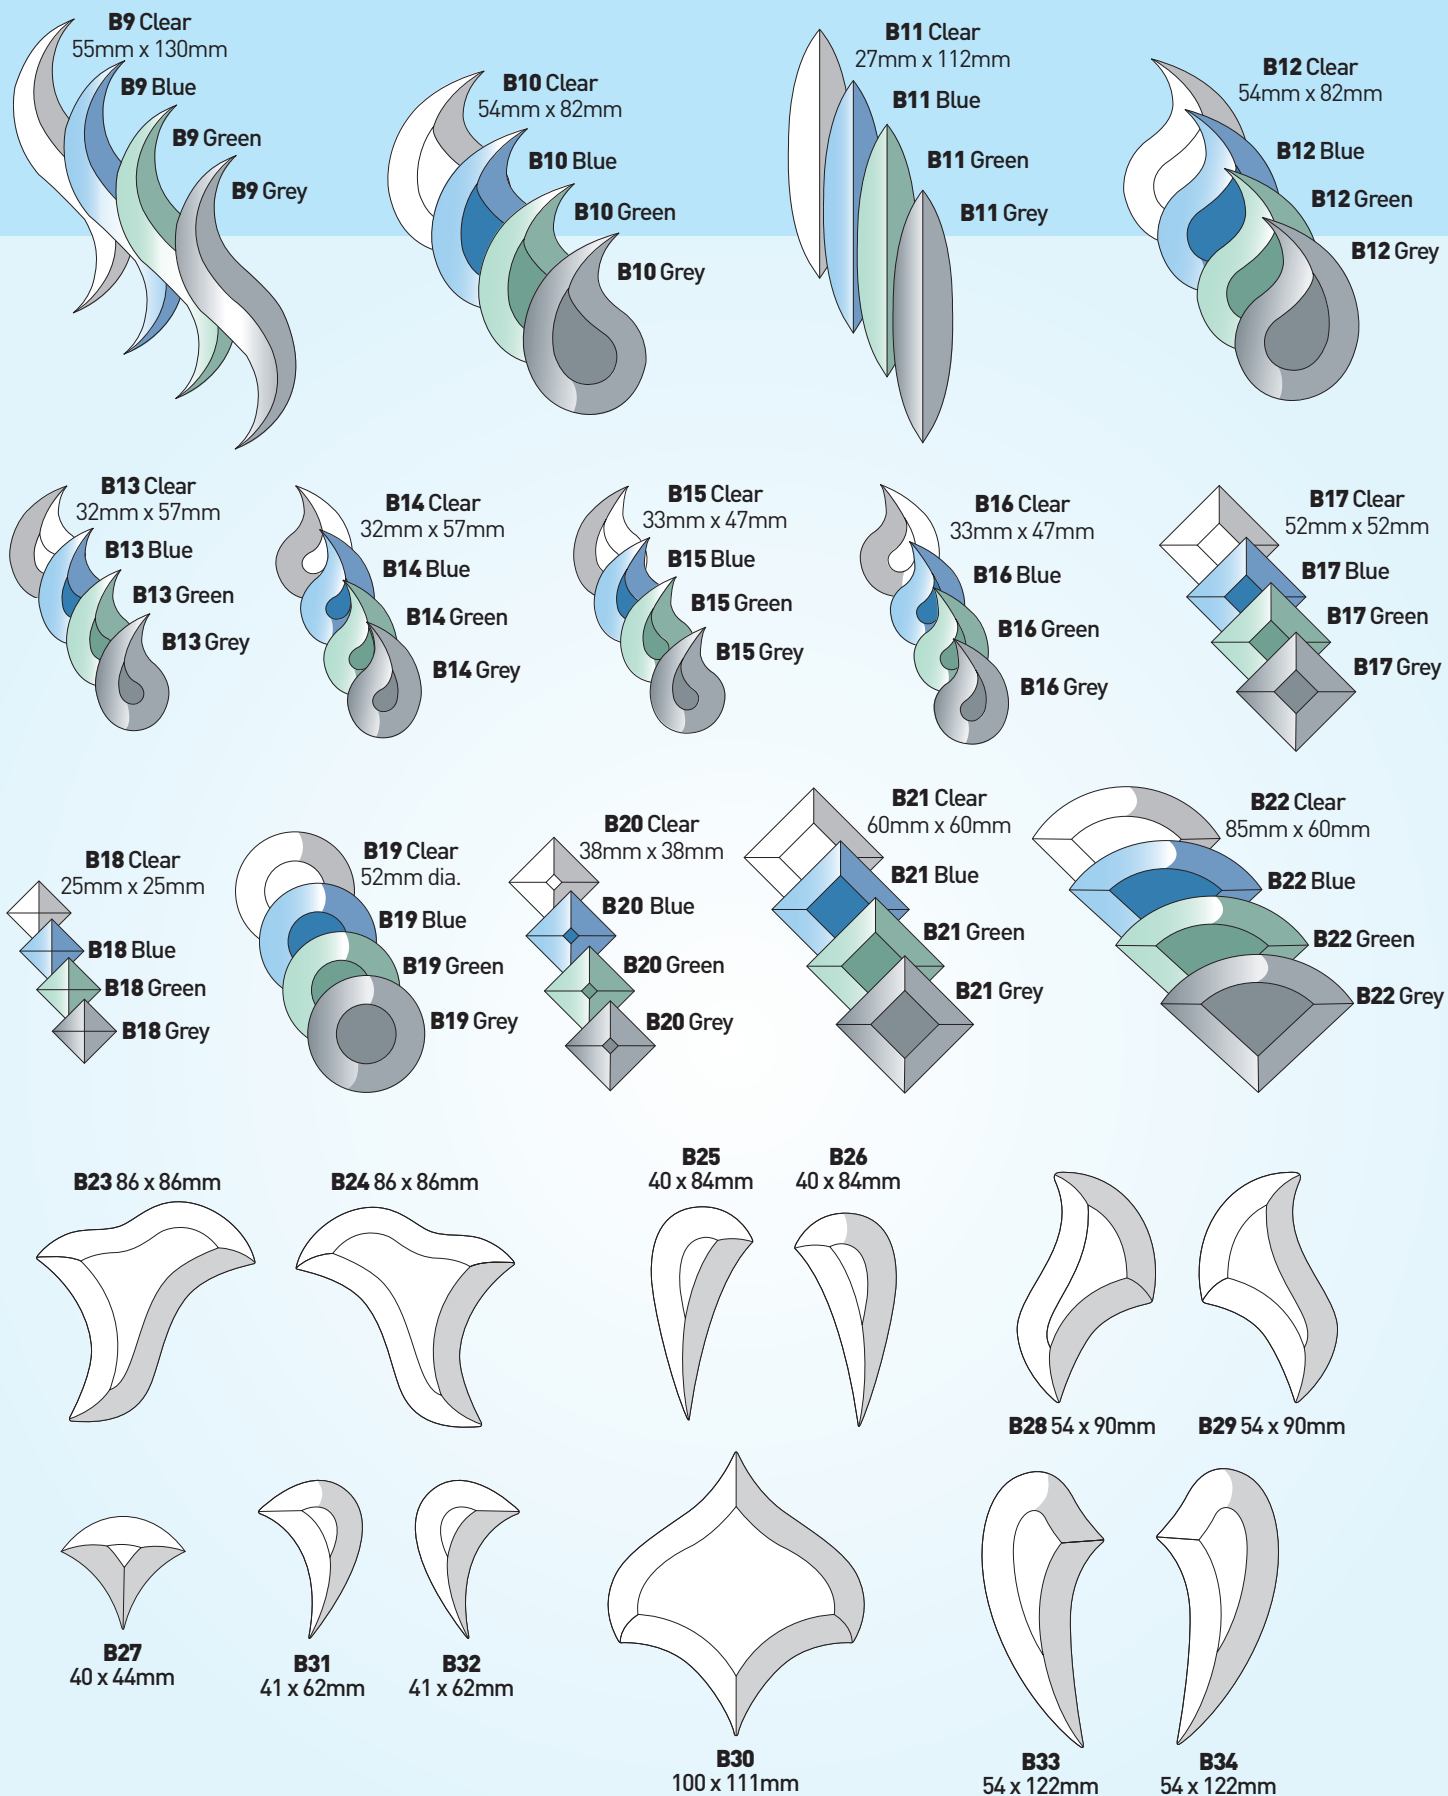 B9 Clear
55mm x 130mm
B9 Blue
B9 Green
B9 Grey
B10 Clear
54mm x 82mm
B10 Blue
B10 Green
B10 Grey
B11 Clear
27mm x 112mm
B11 Blue
B11 Green
B11 Grey
B12 Clear
54mm x 82mm
B12 Blue
B12 Green
B12 Grey
B13 Clear
32mm x 57mm
B13 Blue
B13 Green
B13 Grey
B14 Clear
32mm x 57mm
B14 Blue
B14 Green
B14 Grey
B15 Clear
33mm x 47mm
B15 Blue
B15 Green
B15 Grey
B16 Clear
33mm x 47mm
B16 Blue
B16 Green
B16 Grey
B17 Clear
52mm x 52mm
B17 Blue
B17 Green
B17 Grey
B18 Clear
25mm x 25mm
B18 Blue
B18 Green
B18 Grey
B19 Clear
52mm dia.
B19 Blue
B19 Green
B19 Grey
B20 Clear
38mm x 38mm
B20 Blue
B20 Green
B20 Grey
B21 Clear
60mm x 60mm
B21 Blue
B21 Green
B21 Grey
B22 Clear
85mm x 60mm
B22 Blue
B22 Green
B22 Grey
B23 86 x 86mm
B24 86 x 86mm
B25
40 x 84mm
B26
40 x 84mm
B28 54 x 90mm
B29 54 x 90mm
B27
40 x 44mm
B31
41 x 62mm
B32
41 x 62mm
B30
100 x 111mm
B33
54 x 122mm
B34
54 x 122mm